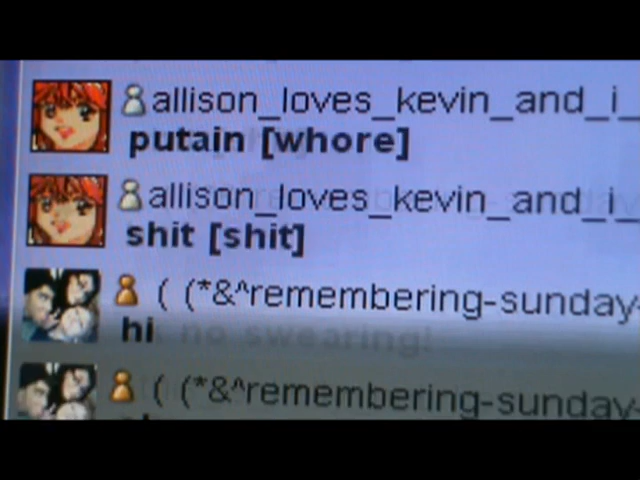 allison_loves_kevin_and_i_
putain [whore]
allison_loves_kevin_and_i_
shit [shit]
( (*&^remembering-sunday-
hi
no swearing!
( (*&^remembering-sunday-